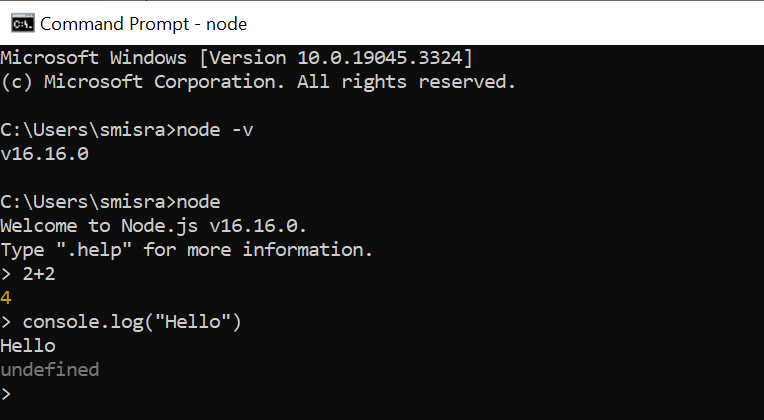 Command Prompt - node
Microsoft Windows [Version 10.0.19045.3324]
(c) Microsoft Corporation. All rights reserved.
C:\Users\smisra>node -v
v16.16.0
C:\Users\smisra>node
Welcome to Node.js v16.16.0.
Type ".help" for more information.
> 2+2
4
> console.log("Hello")
Hello
undefined
>